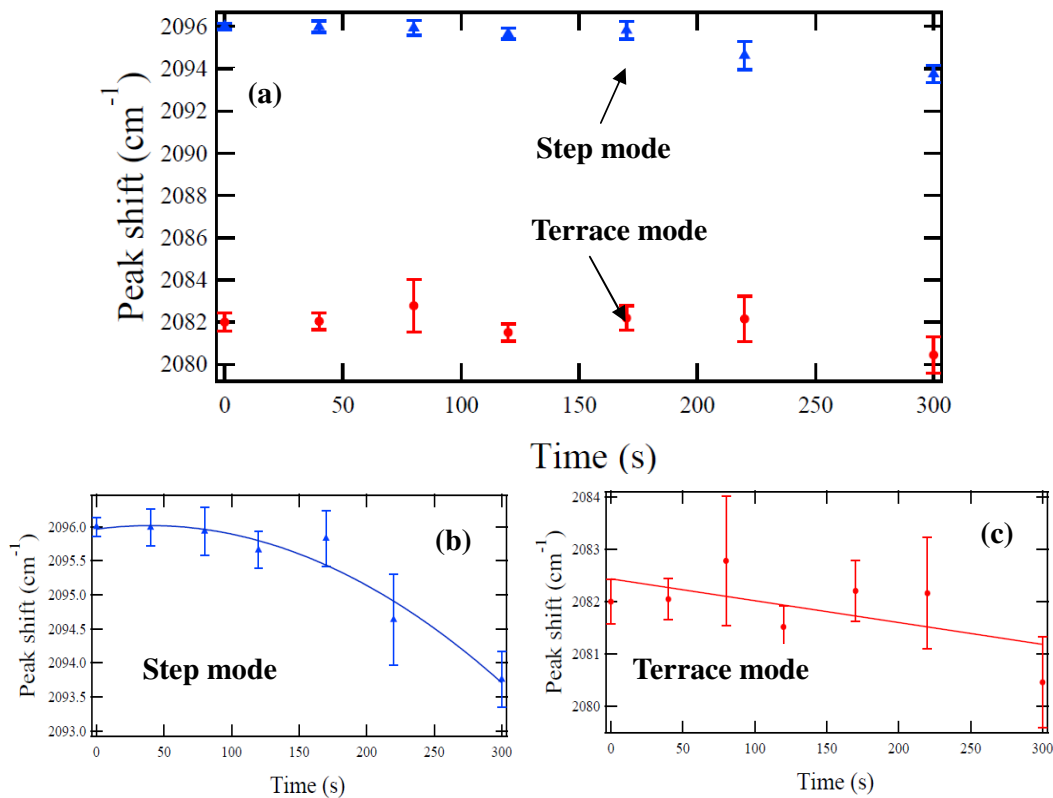 2096
2094
2092
2090
2088
2086
2084
2082
2080
Peak shift (cm⁻¹)
(a)
Step mode
Terrace mode
0 50 100 150 200 250 300
Time (s)
2096.0
2095.5
2095.0
2094.5
2094.0
2093.5
2093.0
Peak shift (cm⁻¹)
(b)
Step mode
0 50 100 150 200 250 300
Time (s)
2084
2083
2082
2081
2080
Peak shift (cm⁻¹)
(c)
Terrace mode
0 50 100 150 200 250 300
Time (s)